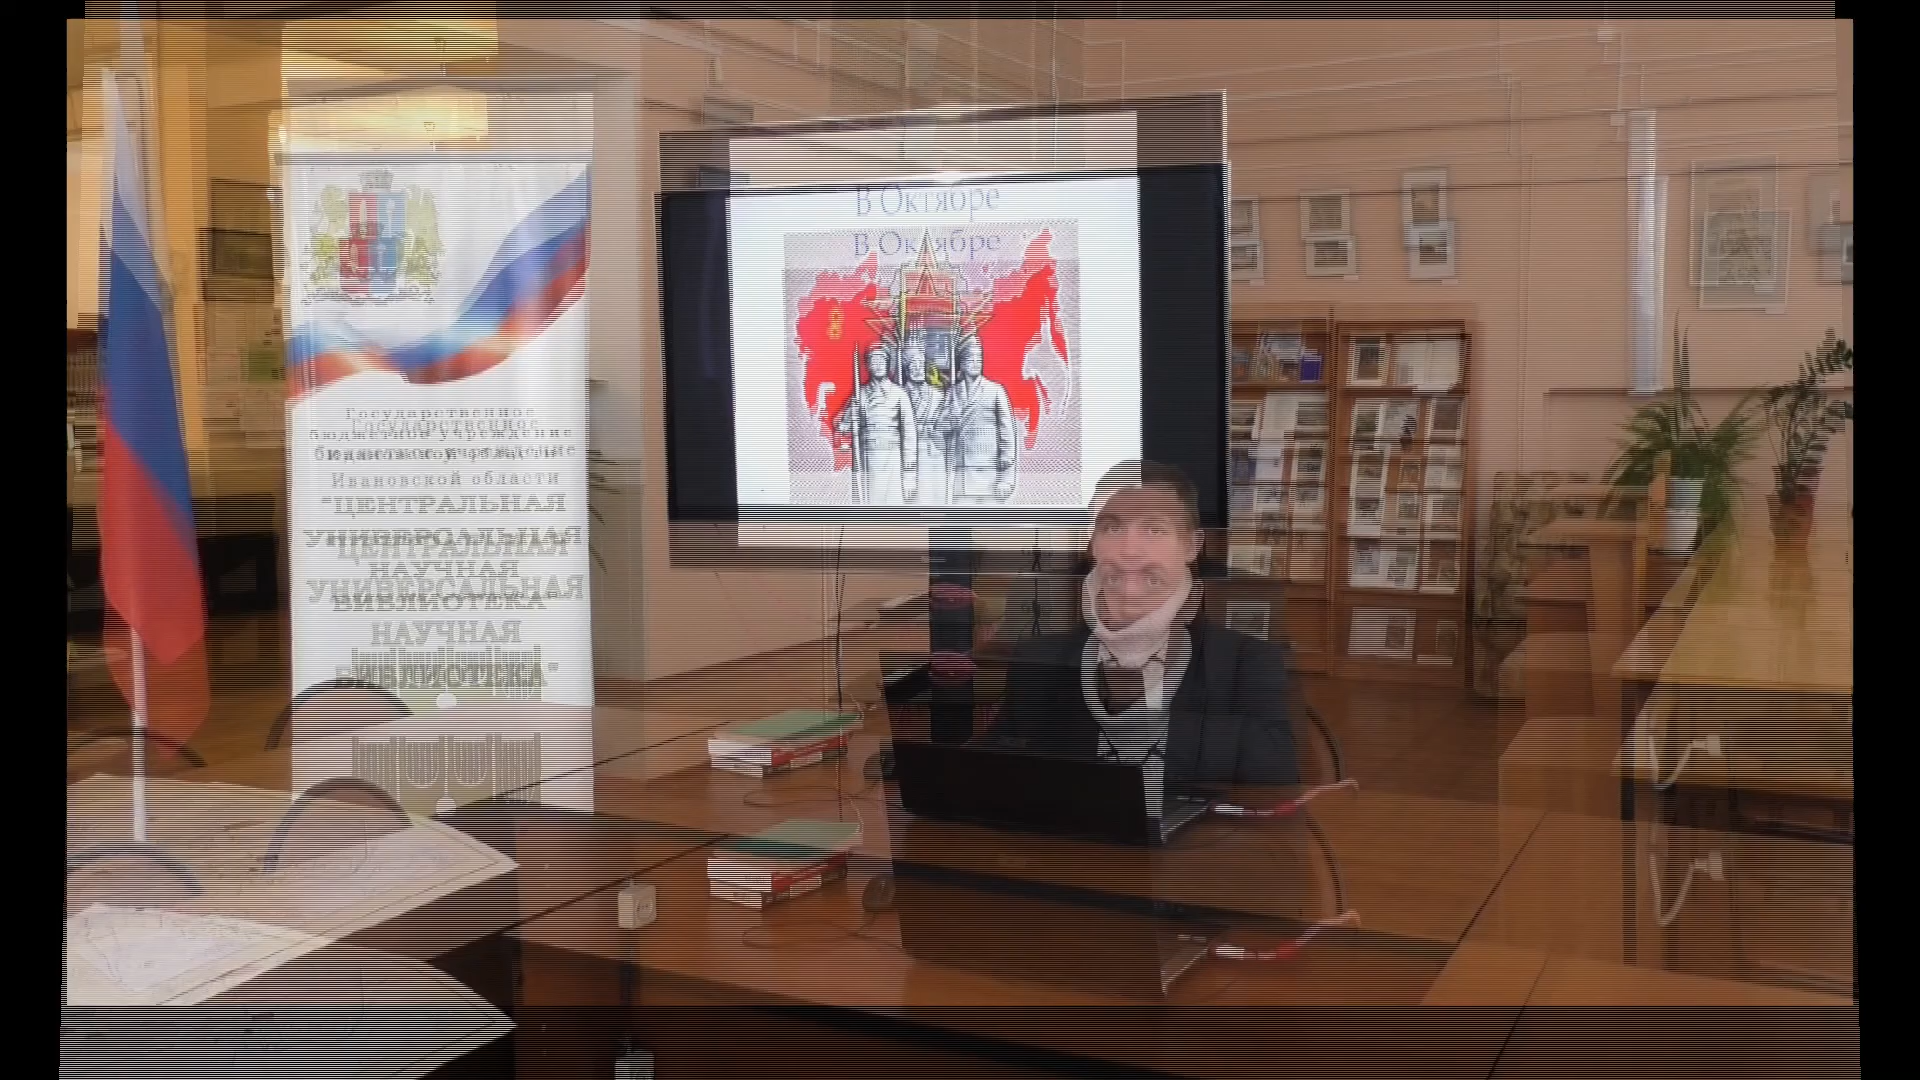 Государственное
бюджетное учреждение
Ивановской области
"ЦЕНТРАЛЬНАЯ
УНИВЕРСАЛЬНАЯ
НАУЧНАЯ
БИБЛИОТЕКА"
В Октябре